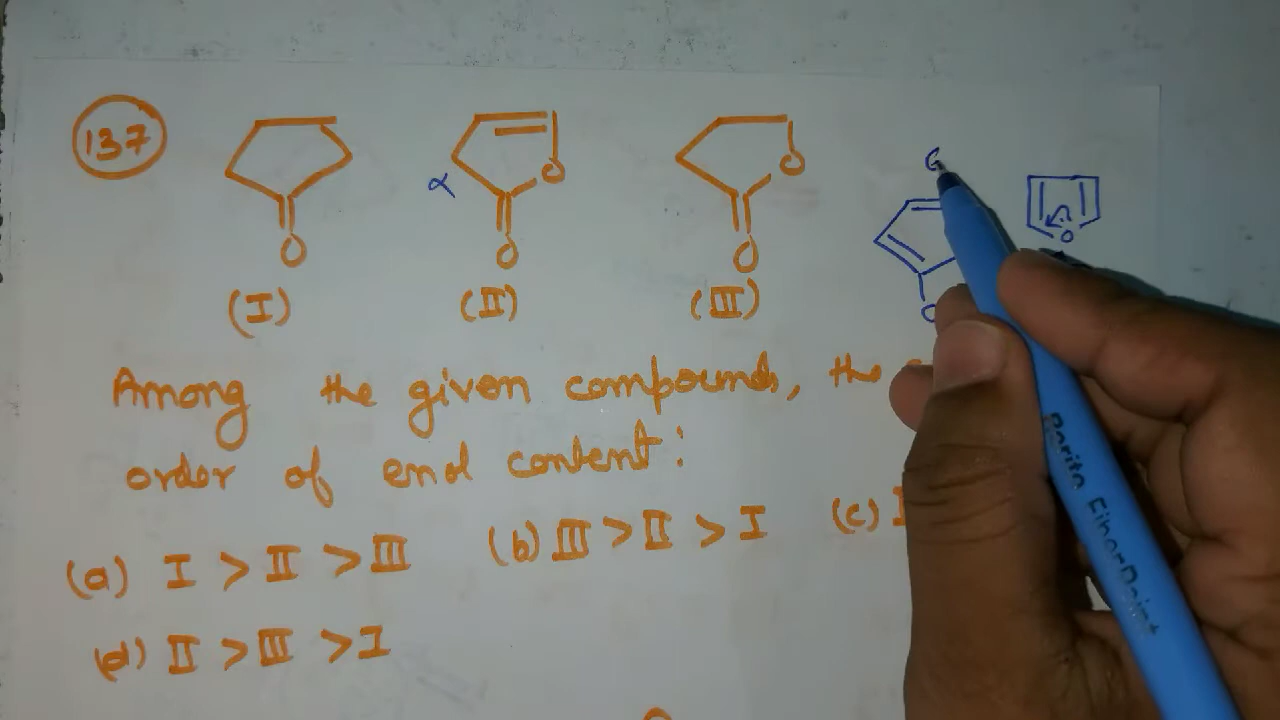 137
α
O
O
O
O
O
O
(I) (II) (III)
Among the given compounds, the
order of enol content:
(a) I > II > III (b) III > II > I (c)
(d) II > III > I